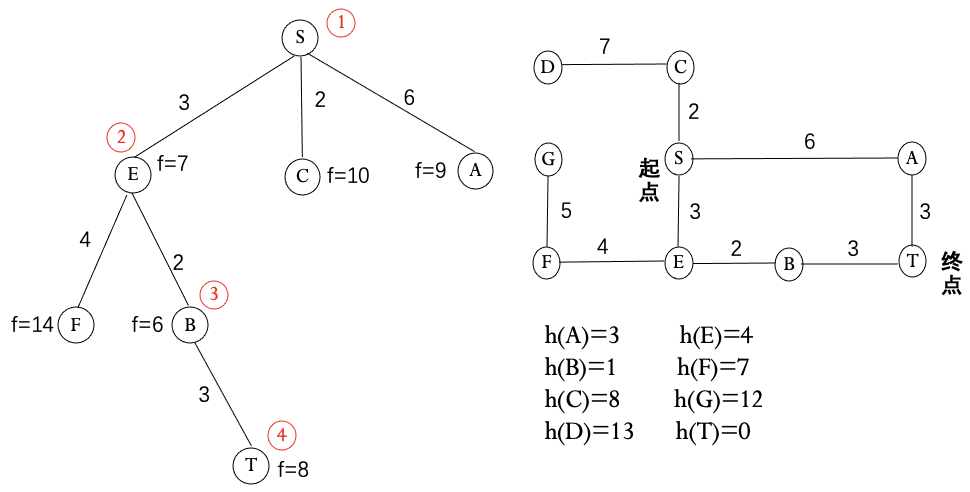 S ①
3
2
6
②
E f=7
C f=10
f=9 A
4
2
③
f=14 F
f=6 B
3
④
T f=8
D 7 C
2
G
起点
S 6 A
5
3
3
F 4 E 2 B 3 T
终点
h(A)=3 h(E)=4
h(B)=1 h(F)=7
h(C)=8 h(G)=12
h(D)=13 h(T)=0